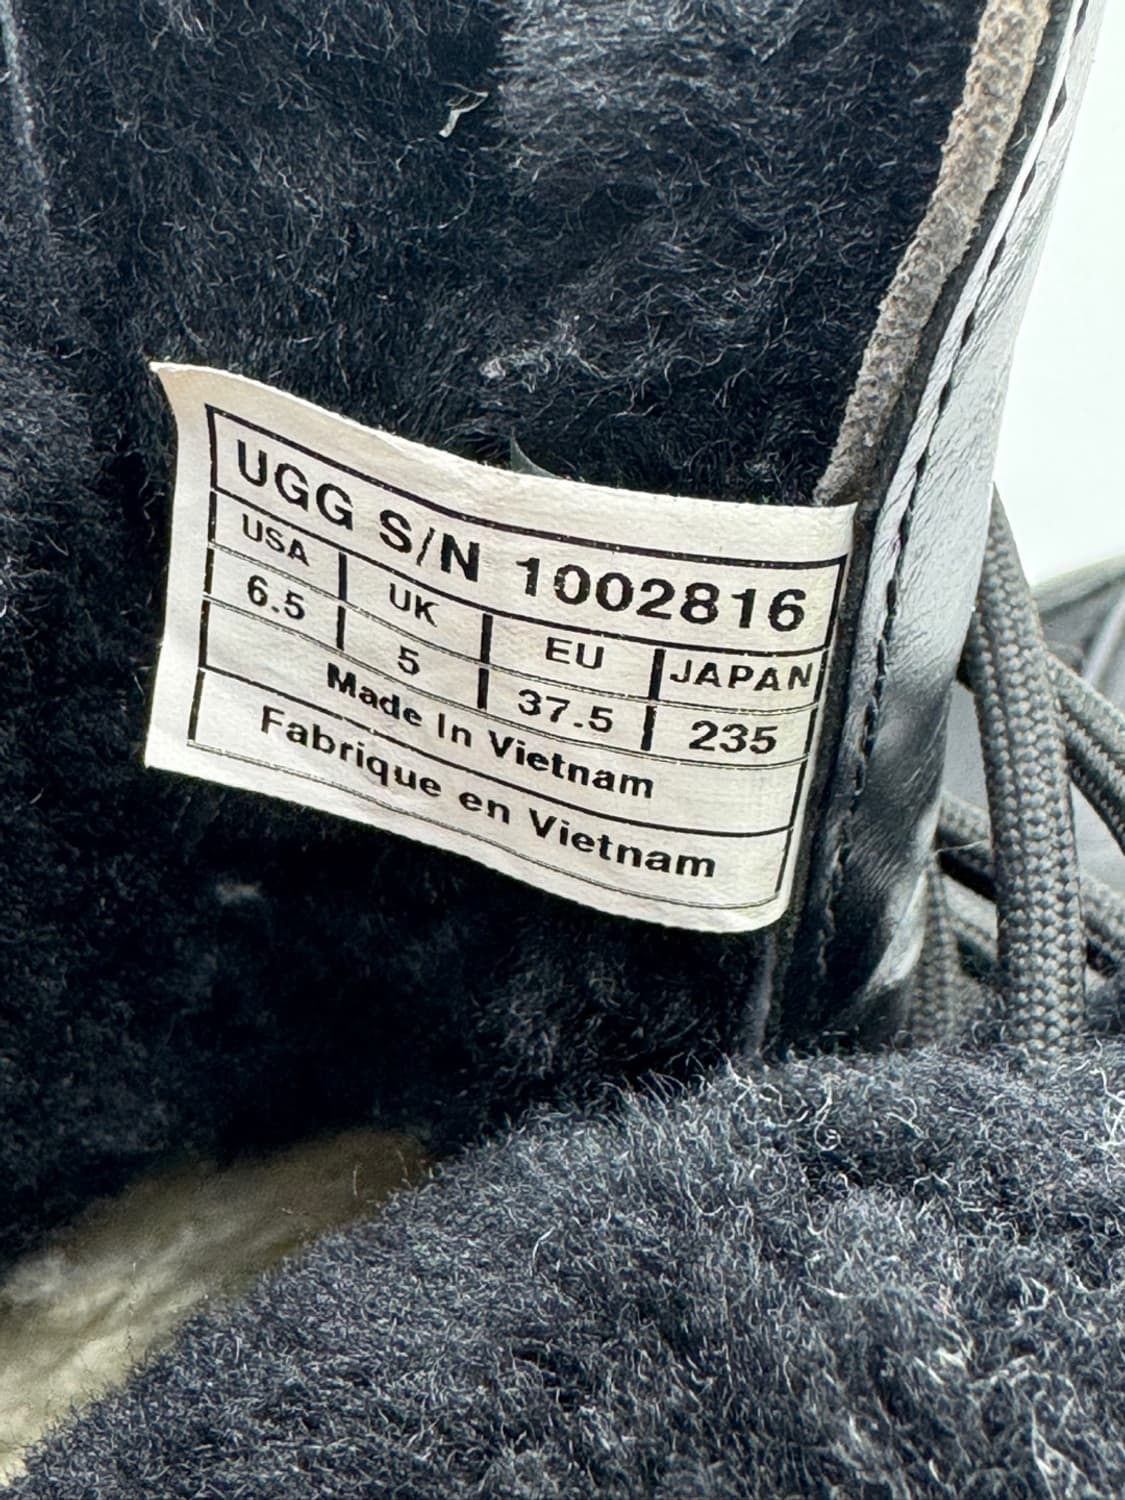 UGG S/N 1002816
USA UK EU JAPAN
6.5 5 37.5 235
Made In Vietnam
Fabrique en Vietnam